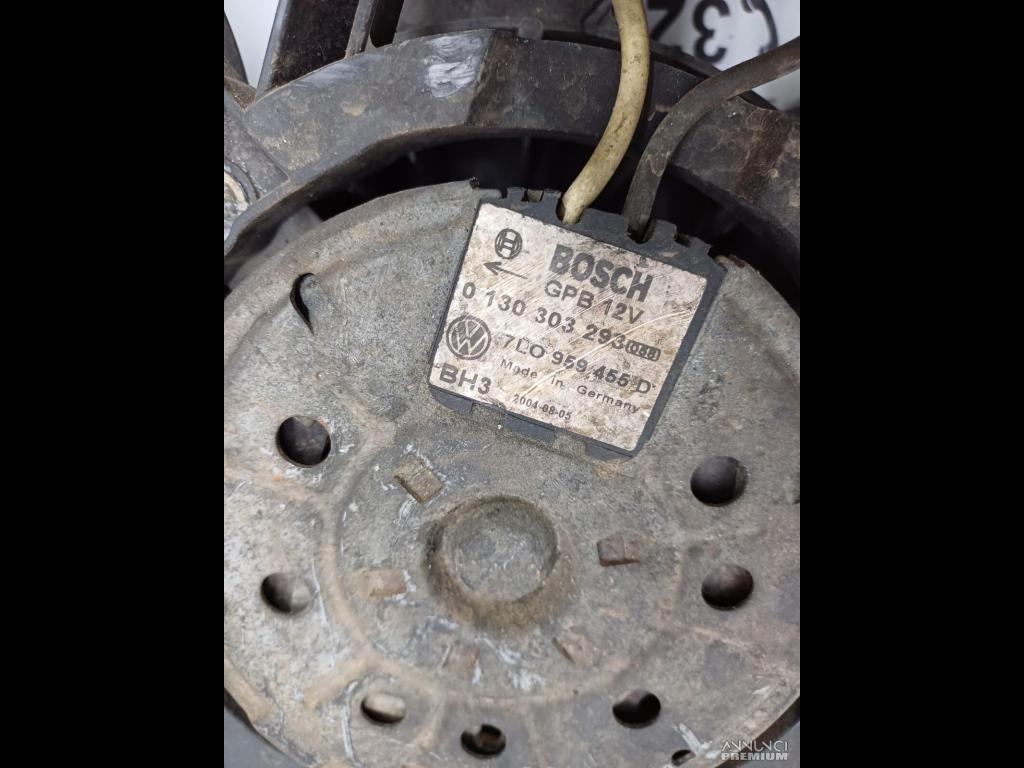 BOSCH
GPB 12V
0 130 303 293
7L0 959 455 D
Made in Germany
BH3
2004-08-05
ANNUNCI
PREMIUM